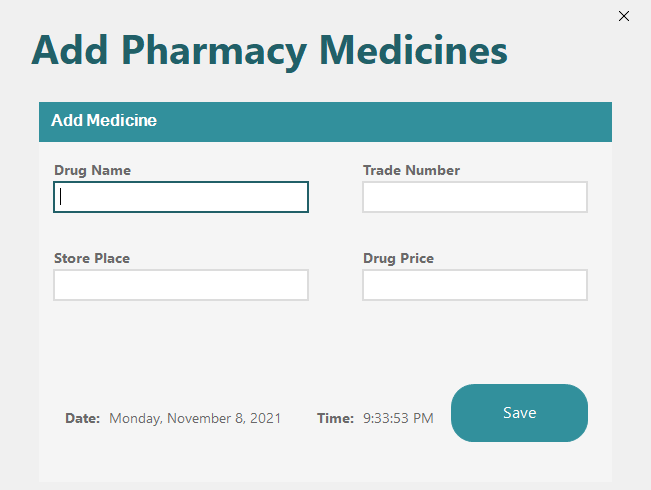 Add Pharmacy Medicines
Add Medicine
Drug Name
Trade Number
Store Place
Drug Price
Date: Monday, November 8, 2021
Time: 9:33:53 PM
Save